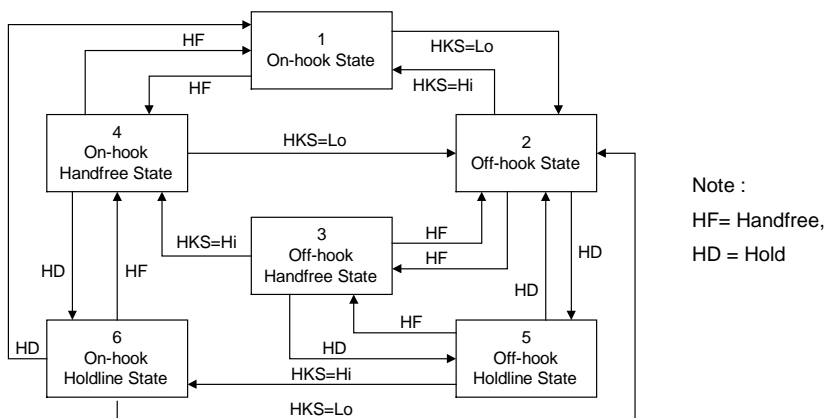 1
On-hook State
HF
HKS=Lo
HF
HKS=Hi
4
On-hook
Handfree State
HKS=Lo
2
Off-hook State
Note :
HF= Handfree,
HD = Hold
HKS=Hi
3
Off-hook
Handfree State
HF
HF
HD
HF
HD
HD
6
On-hook
Holdline State
HF
HD
5
Off-hook
Holdline State
HD
HKS=Hi
HKS=Lo